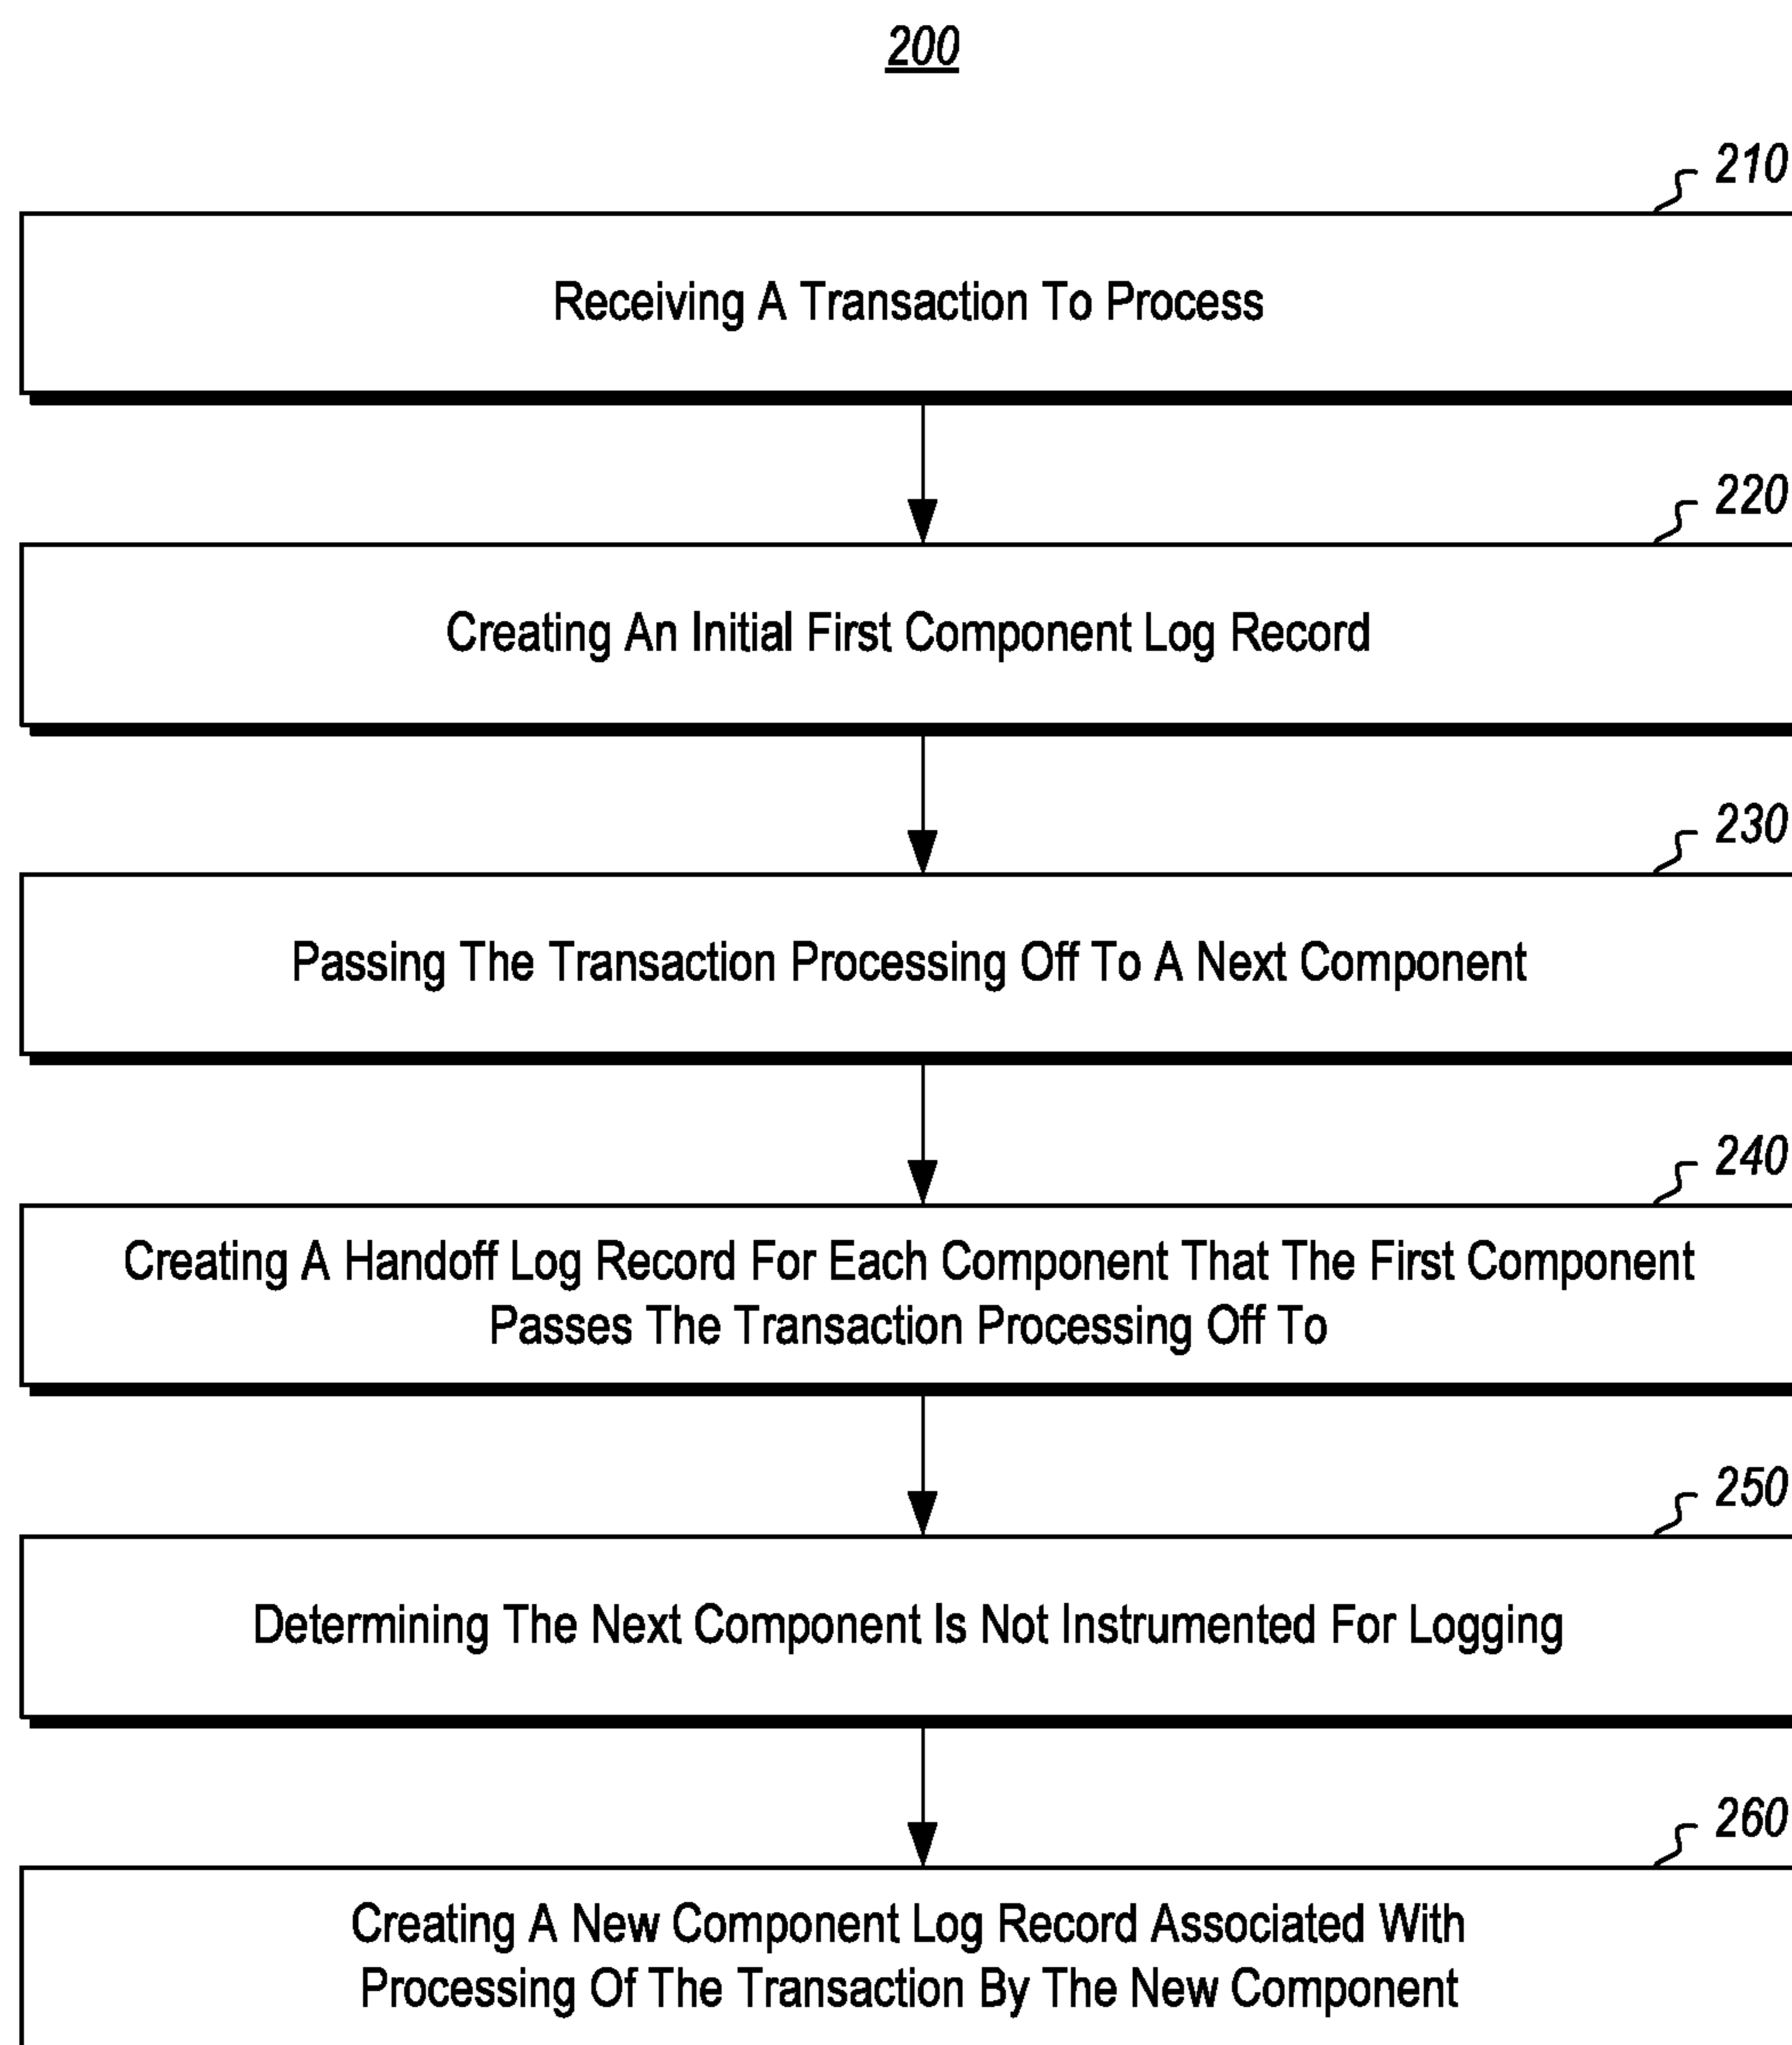 200
210
Receiving A Transaction To Process
220
Creating An Initial First Component Log Record
230
Passing The Transaction Processing Off To A Next Component
240
Creating A Handoff Log Record For Each Component That The First Component
Passes The Transaction Processing Off To
250
Determining The Next Component Is Not Instrumented For Logging
260
Creating A New Component Log Record Associated With
Processing Of The Transaction By The New Component